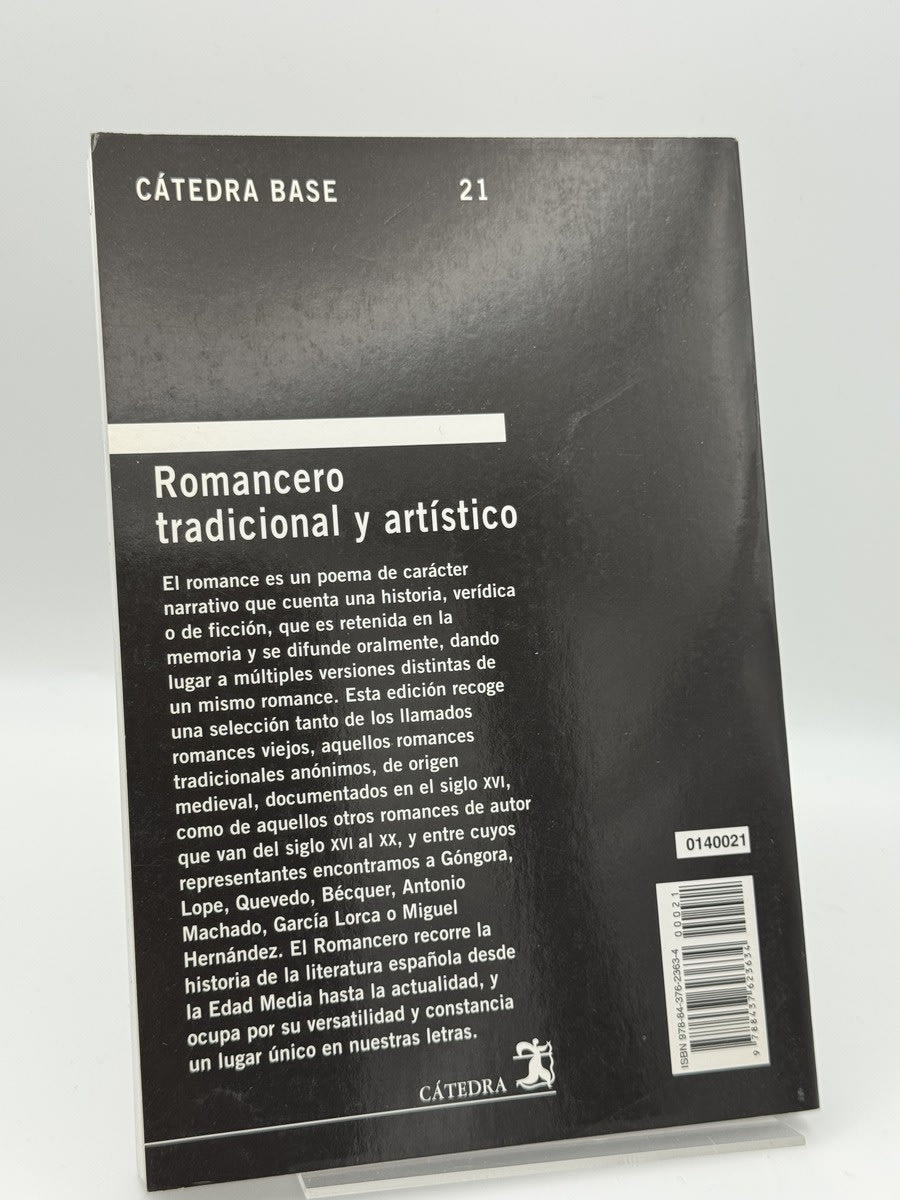 CÁTEDRA BASE 21
Romancero
tradicional y artístico
El romance es un poema de carácter
narrativo que cuenta una historia, verídica
o de ficción, que es retenida en la
memoria y se difunde oralmente, dando
lugar a múltiples versiones distintas de
un mismo romance. Esta edición recoge
una selección tanto de los llamados
romances viejos, aquellos romances
tradicionales anónimos, de origen
medieval, documentados en el siglo XVI,
como de aquellos otros romances de autor
que van del siglo XVI al XX, y entre cuyos
representantes encontramos a Góngora,
Lope, Quevedo, Bécquer, Antonio
Machado, García Lorca o Miguel
Hernández. El Romancero recorre la
historia de la literatura española desde
la Edad Media hasta la actualidad, y
ocupa por su versatilidad y constancia
un lugar único en nuestras letras.
CÁTEDRA
0140021
ISBN 978-84-376-2363-4
00021
9 788437 623634